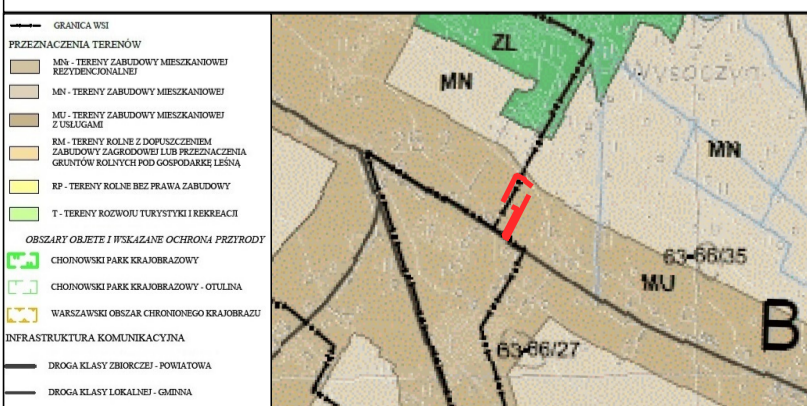 GRANICA WSI
PRZEZNACZENIA TERENÓW
MNr - TERENY ZABUDOWY MIESZKANIOWEJ
REZYDENCJONALNEJ
MN - TERENY ZABUDOWY MIESZKANIOWEJ
MU - TERENY ZABUDOWY MIESZKANIOWEJ
Z USŁUGAMI
RM - TERENY ROLNE Z DOPUSZCZENIEM
ZABUDOWY ZAGRODOWEJ LUB PRZEZNACZENIA
GRUNTÓW ROLNYCH POD GOSPODARKĘ LEŚNĄ
RP - TERENY ROLNE BEZ PRAWA ZABUDOWY
T - TERENY ROZWOJU TURYSTYKI I REKREACJI
OBSZARY OBJETE I WSKAZANE OCHRONA PRZYRODY
CHOJNOWSKI PARK KRAJOBRAZOWY
CHOJNOWSKI PARK KRAJOBRAZOWY - OTULINA
WARSZAWSKI OBSZAR CHRONIONEGO KRAJOBRAZU
INFRASTRUKTURA KOMUNIKACYJNA
DROGA KLASY ZBIORCZEJ - POWIATOWA
DROGA KLASY LOKALNEJ - GMINNA
ZL
MN
MN
63-66/35
MU
B
63-66/27